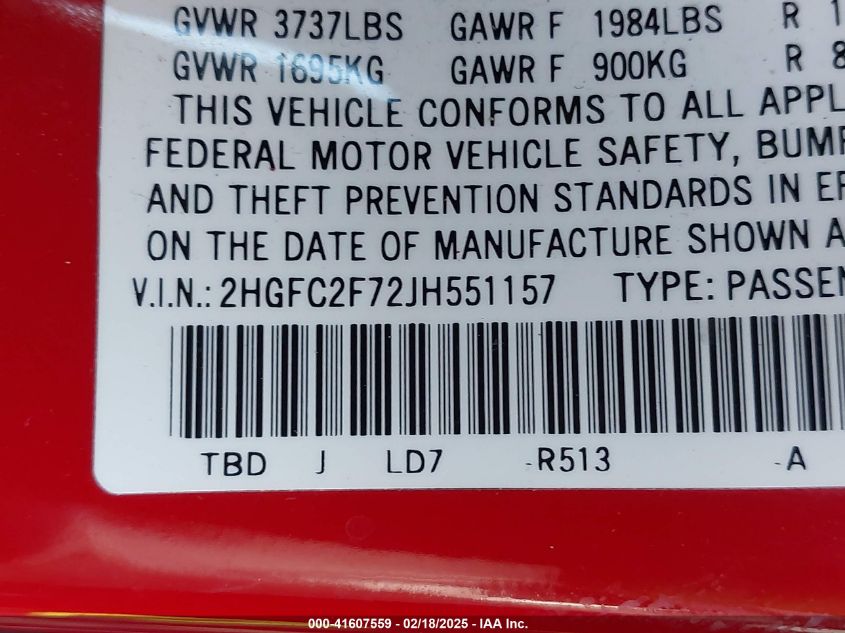 GVWR 3737LBS GAWR F 1984LBS R 1
GVWR 1695KG GAWR F 900KG R 8
THIS VEHICLE CONFORMS TO ALL APPL
FEDERAL MOTOR VEHICLE SAFETY, BUMP
AND THEFT PREVENTION STANDARDS IN EF
ON THE DATE OF MANUFACTURE SHOWN A
V.I.N.: 2HGFC2F72JH551157 TYPE: PASSEN
TBD J LD7 -R513 -A
000-41607559 - 02/18/2025 - IAA Inc.